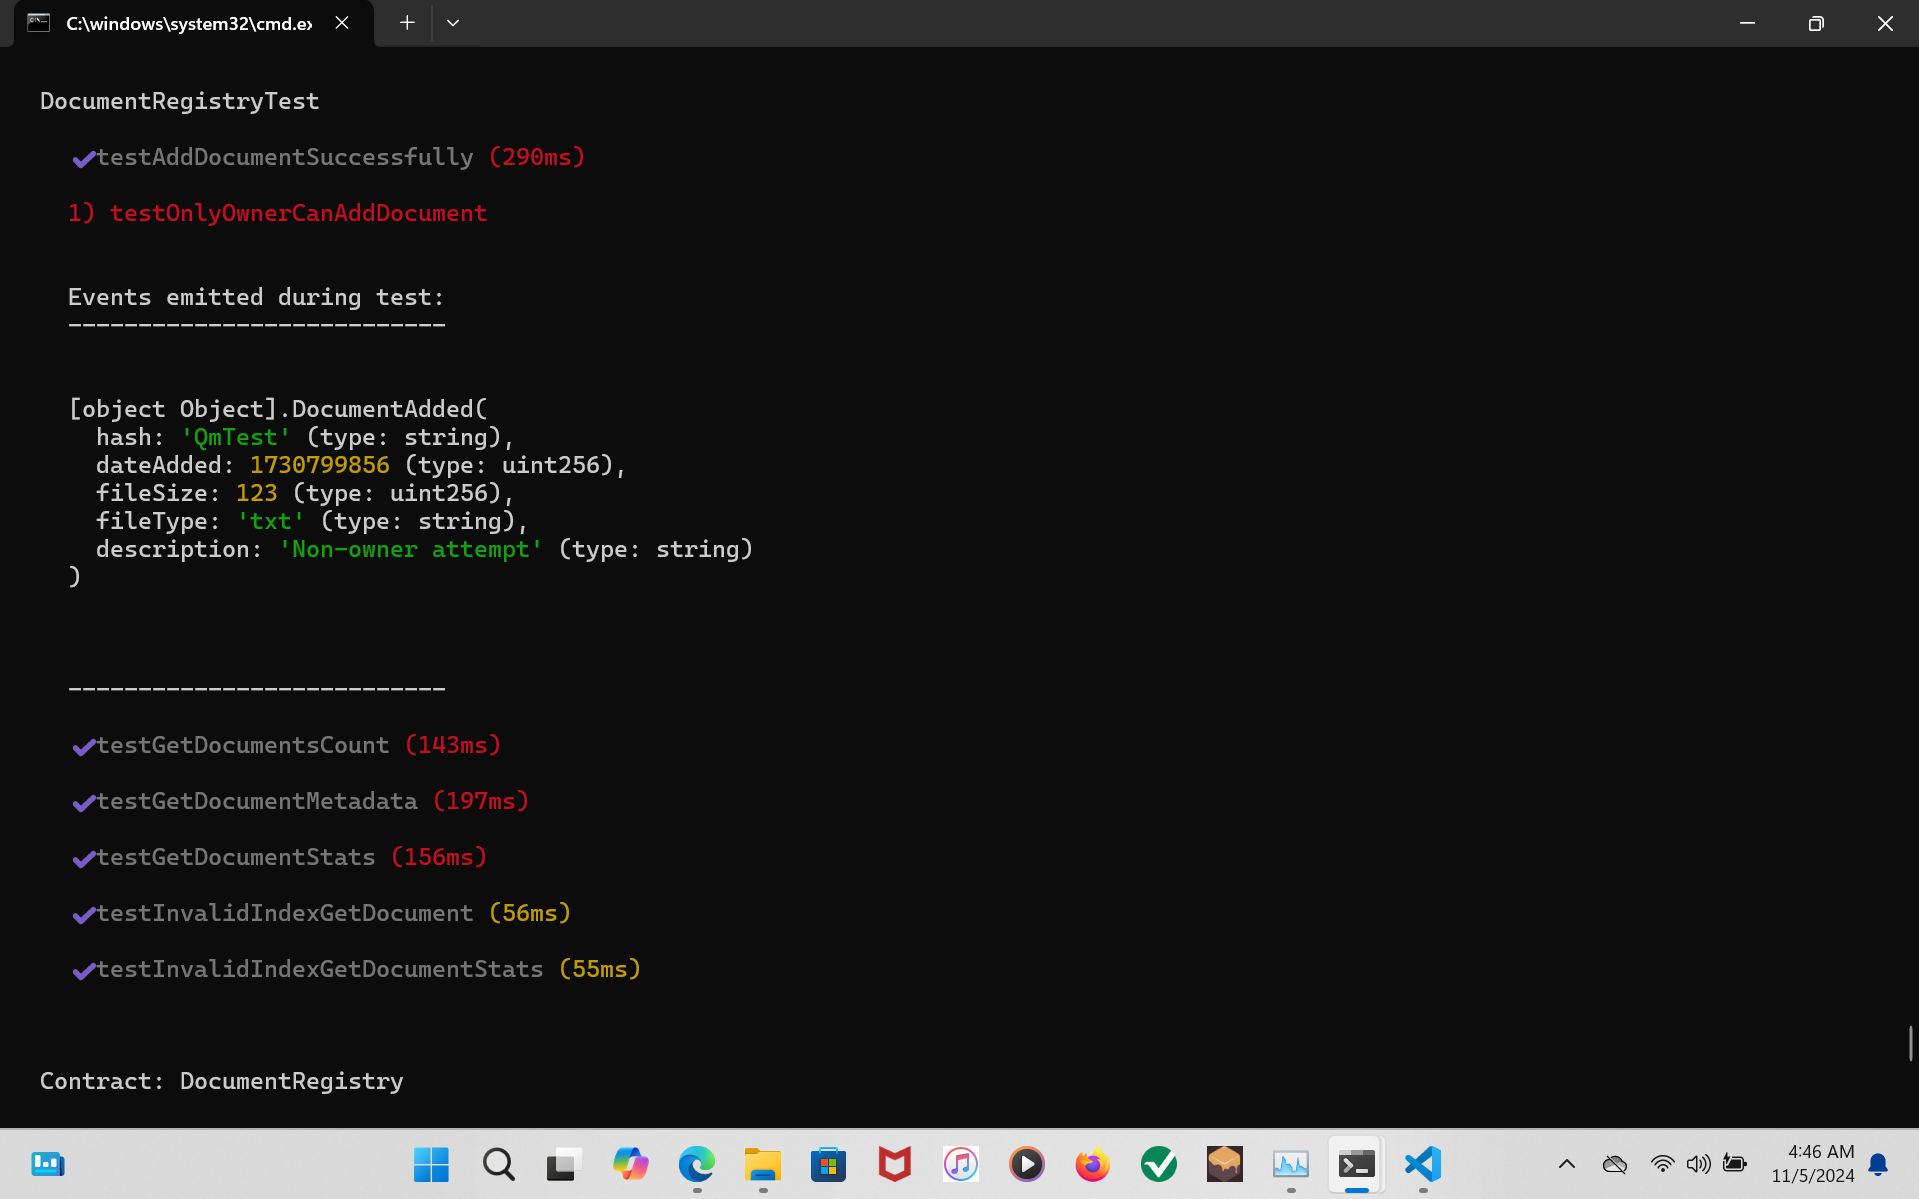 C:\windows\system32\cmd.ex
DocumentRegistryTest
✔testAddDocumentSuccessfully (290ms)
1) testOnlyOwnerCanAddDocument
Events emitted during test:
---------------------------
[object Object].DocumentAdded(
hash: 'QmTest' (type: string),
dateAdded: 1730799856 (type: uint256),
fileSize: 123 (type: uint256),
fileType: 'txt' (type: string),
description: 'Non-owner attempt' (type: string)
)
---------------------------
✔testGetDocumentsCount (143ms)
✔testGetDocumentMetadata (197ms)
✔testGetDocumentStats (156ms)
✔testInvalidIndexGetDocument (56ms)
✔testInvalidIndexGetDocumentStats (55ms)
Contract: DocumentRegistry
4:46 AM
11/5/2024